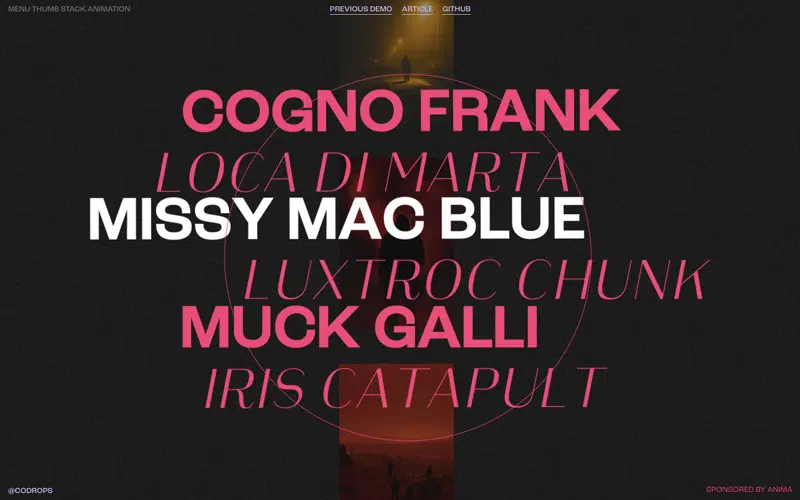 MENU THUMB STACK ANIMATION
PREVIOUS DEMO ARTICLE GITHUB
COGNO FRANK
LOCA DI MARTA
MISSY MAC BLUE
LUXTROC CHUNK
MUCK GALLI
IRIS CATAPULT
@CODROPS
SPONSORED BY ANIMA